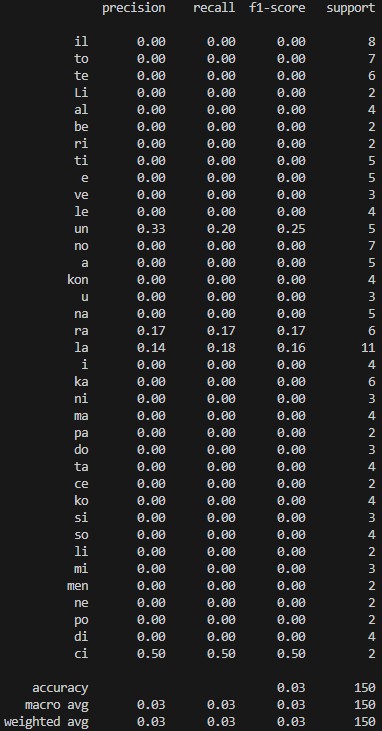 precision recall f1-score support
il 0.00 0.00 0.00 8
to 0.00 0.00 0.00 7
te 0.00 0.00 0.00 6
Li 0.00 0.00 0.00 2
al 0.00 0.00 0.00 4
be 0.00 0.00 0.00 2
ri 0.00 0.00 0.00 2
ti 0.00 0.00 0.00 5
e 0.00 0.00 0.00 5
ve 0.00 0.00 0.00 3
le 0.00 0.00 0.00 4
un 0.33 0.20 0.25 5
no 0.00 0.00 0.00 7
a 0.00 0.00 0.00 5
kon 0.00 0.00 0.00 4
u 0.00 0.00 0.00 3
na 0.00 0.00 0.00 5
ra 0.17 0.17 0.17 6
la 0.14 0.18 0.16 11
i 0.00 0.00 0.00 4
ka 0.00 0.00 0.00 6
ni 0.00 0.00 0.00 3
ma 0.00 0.00 0.00 4
pa 0.00 0.00 0.00 2
do 0.00 0.00 0.00 3
ta 0.00 0.00 0.00 4
ce 0.00 0.00 0.00 2
ko 0.00 0.00 0.00 4
si 0.00 0.00 0.00 3
so 0.00 0.00 0.00 4
li 0.00 0.00 0.00 2
mi 0.00 0.00 0.00 3
men 0.00 0.00 0.00 2
ne 0.00 0.00 0.00 2
po 0.00 0.00 0.00 2
di 0.00 0.00 0.00 4
ci 0.50 0.50 0.50 2
accuracy 0.03 150
macro avg 0.03 0.03 0.03 150
weighted avg 0.03 0.03 0.03 150